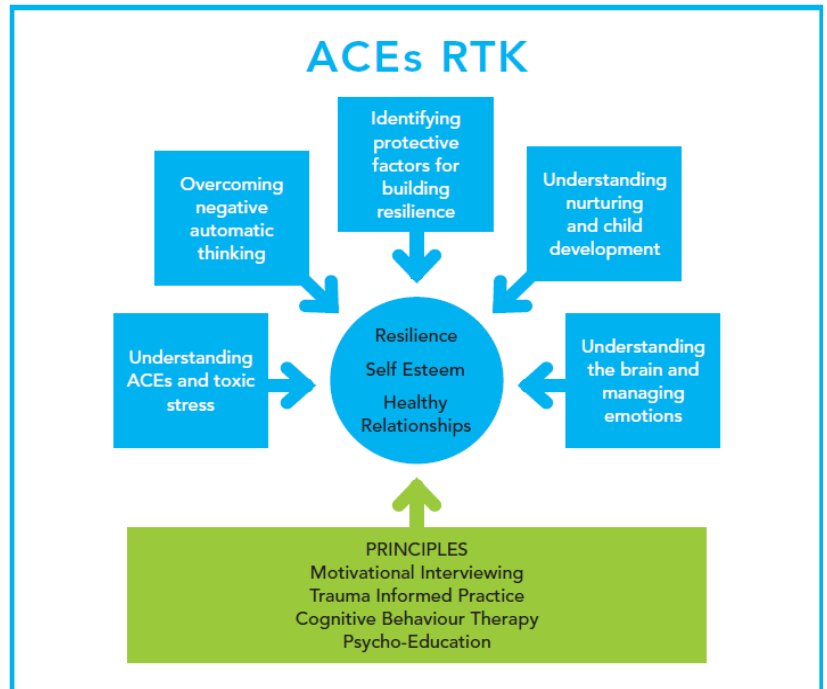 ACEs RTK
Identifying
protective
factors for
building
resilience
Overcoming
negative
automatic
thinking
Understanding
nurturing
and child
development
Understanding
ACEs and toxic
stress
Resilience
Self Esteem
Healthy
Relationships
Understanding
the brain and
managing
emotions
PRINCIPLES
Motivational Interviewing
Trauma Informed Practice
Cognitive Behaviour Therapy
Psycho-Education